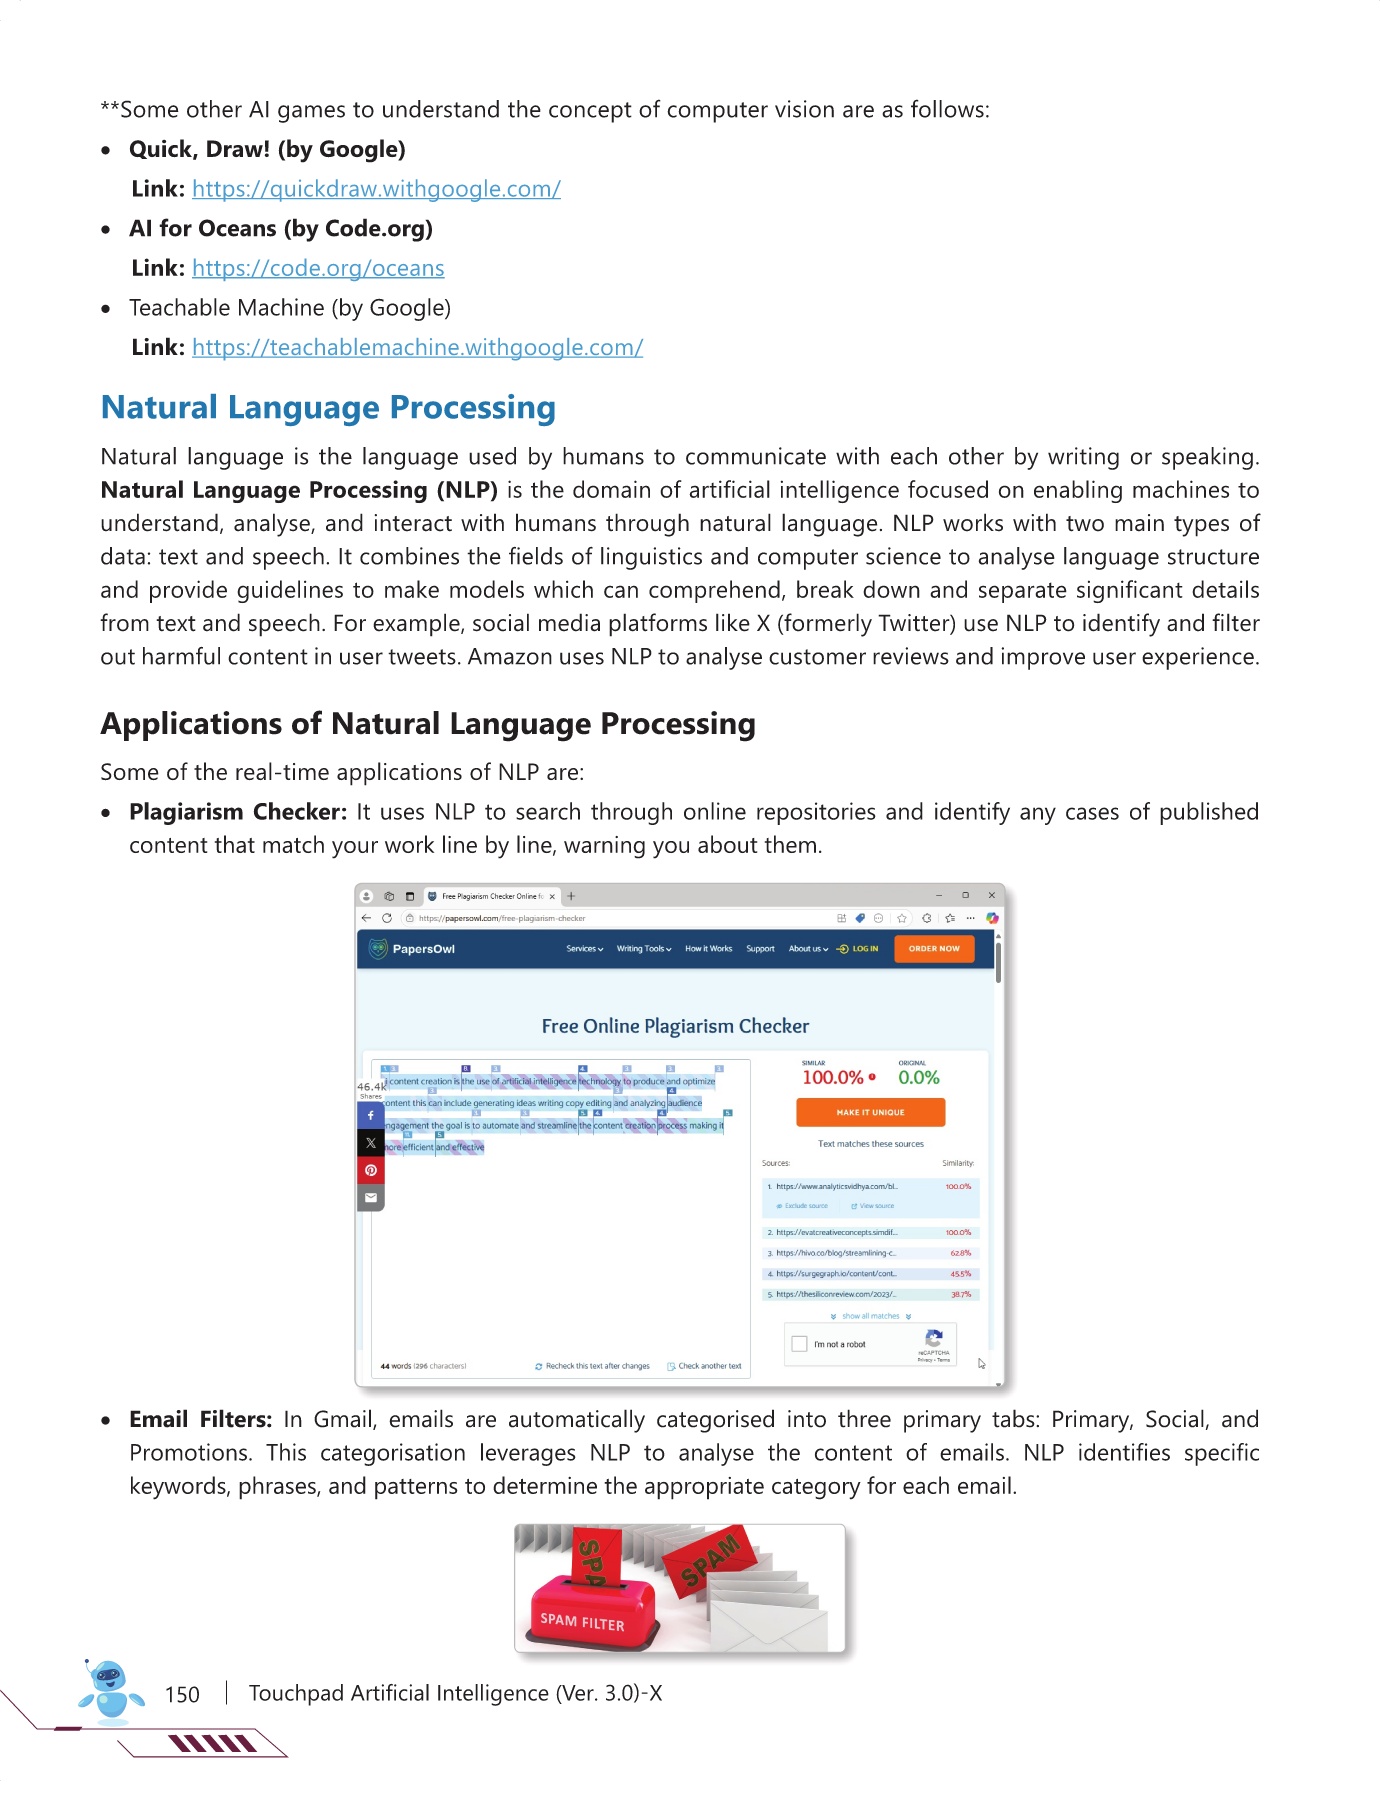 **Some other AI games to understand the concept of computer vision are as follows:
• Quick, Draw! (by Google)
Link: https://quickdraw.withgoogle.com/
• AI for Oceans (by Code.org)
Link: https://code.org/oceans
• Teachable Machine (by Google)
Link: https://teachablemachine.withgoogle.com/
Natural Language Processing
Natural language is the language used by humans to communicate with each other by writing or speaking.
Natural Language Processing (NLP) is the domain of artificial intelligence focused on enabling machines to
understand, analyse, and interact with humans through natural language. NLP works with two main types of
data: text and speech. It combines the fields of linguistics and computer science to analyse language structure
and provide guidelines to make models which can comprehend, break down and separate significant details
from text and speech. For example, social media platforms like X (formerly Twitter) use NLP to identify and filter
out harmful content in user tweets. Amazon uses NLP to analyse customer reviews and improve user experience.
Applications of Natural Language Processing
Some of the real-time applications of NLP are:
• Plagiarism Checker: It uses NLP to search through online repositories and identify any cases of published
content that match your work line by line, warning you about them.
Free Plagiarism Checker Online fo
https://papersowl.com/free-plagiarism-checker
PapersOwl Services Writing Tools How it Works Support About us LOG IN ORDER NOW
Free Online Plagiarism Checker
46.4k
Shares
content creation is the use of artificial intelligence technology to produce and optimize
content this can include generating ideas writing copy editing and analyzing audience
engagement the goal is to automate and streamline the content creation process making it
more efficient and effective
44 words (296 characters) Recheck this text after changes Check another text
SIMILAR ORIGINAL
100.0% 0.0%
MAKE IT UNIQUE
Text matches these sources
Sources: Similarity:
1. https://www.analyticsvidhya.com/bl... 100.0%
Exclude source View source
2. https://evatcreativeconcepts.simdif... 100.0%
3. https://hivo.co/blog/streamlining-c... 62.8%
4. https://surgegraph.io/content/cont... 45.5%
5. https://thesiliconreview.com/2023/... 38.7%
show all matches
I'm not a robot
reCAPTCHA
Privacy - Terms
• Email Filters: In Gmail, emails are automatically categorised into three primary tabs: Primary, Social, and
Promotions. This categorisation leverages NLP to analyse the content of emails. NLP identifies specific
keywords, phrases, and patterns to determine the appropriate category for each email.
SPA
SPAM
SPAM FILTER
150 | Touchpad Artificial Intelligence (Ver. 3.0)-X